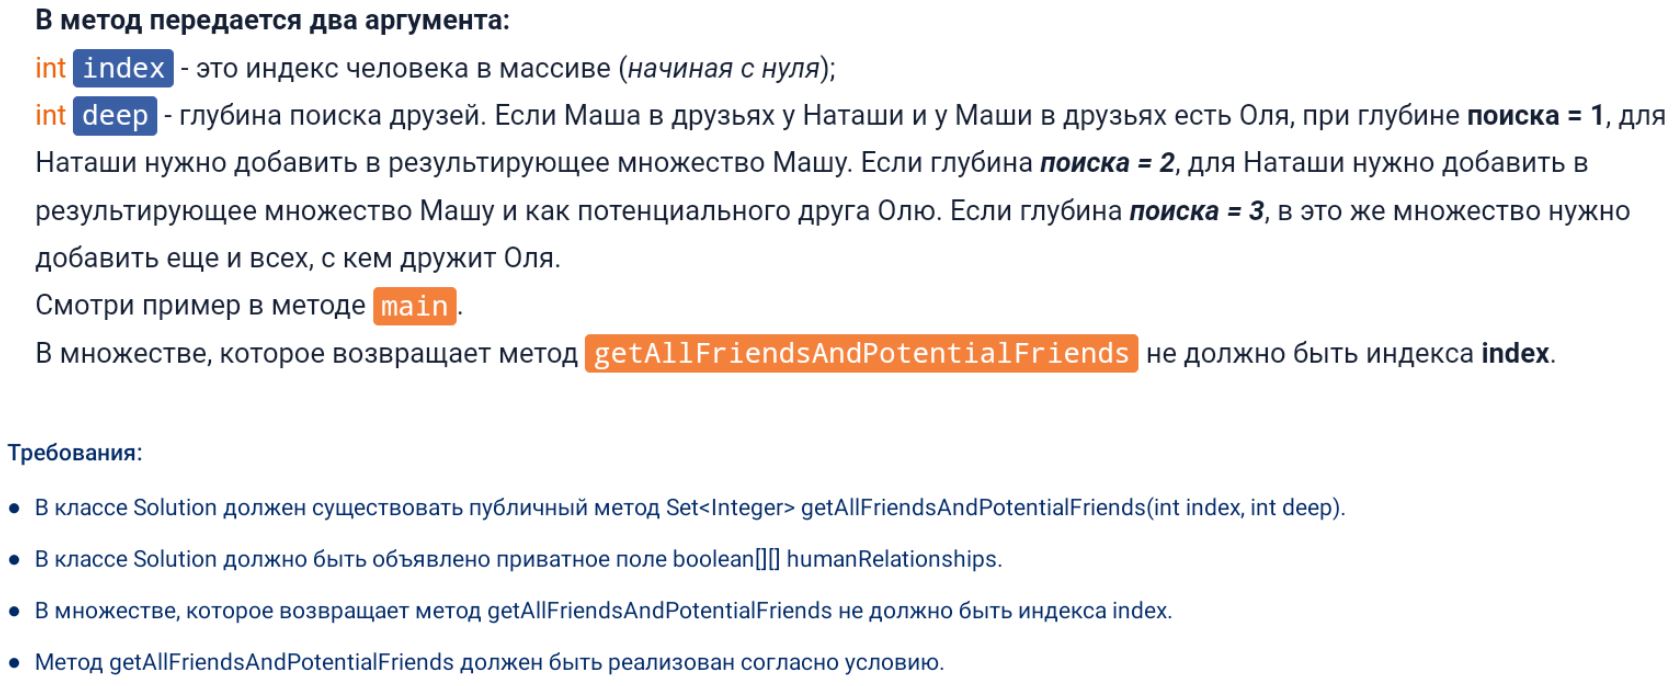 В метод передается два аргумента:
int index - это индекс человека в массиве (начиная с нуля);
int deep - глубина поиска друзей. Если Маша в друзьях у Наташи и у Маши в друзьях есть Оля, при глубине поиска = 1, для
Наташи нужно добавить в результирующее множество Машу. Если глубина поиска = 2, для Наташи нужно добавить в
результирующее множество Машу и как потенциального друга Олю. Если глубина поиска = 3, в это же множество нужно
добавить еще и всех, с кем дружит Оля.
Смотри пример в методе main.
В множестве, которое возвращает метод getAllFriendsAndPotentialFriends не должно быть индекса index.
Требования:
● В классе Solution должен существовать публичный метод Set<Integer> getAllFriendsAndPotentialFriends(int index, int deep).
● В классе Solution должно быть объявлено приватное поле boolean[][] humanRelationships.
● В множестве, которое возвращает метод getAllFriendsAndPotentialFriends не должно быть индекса index.
● Метод getAllFriendsAndPotentialFriends должен быть реализован согласно условию.